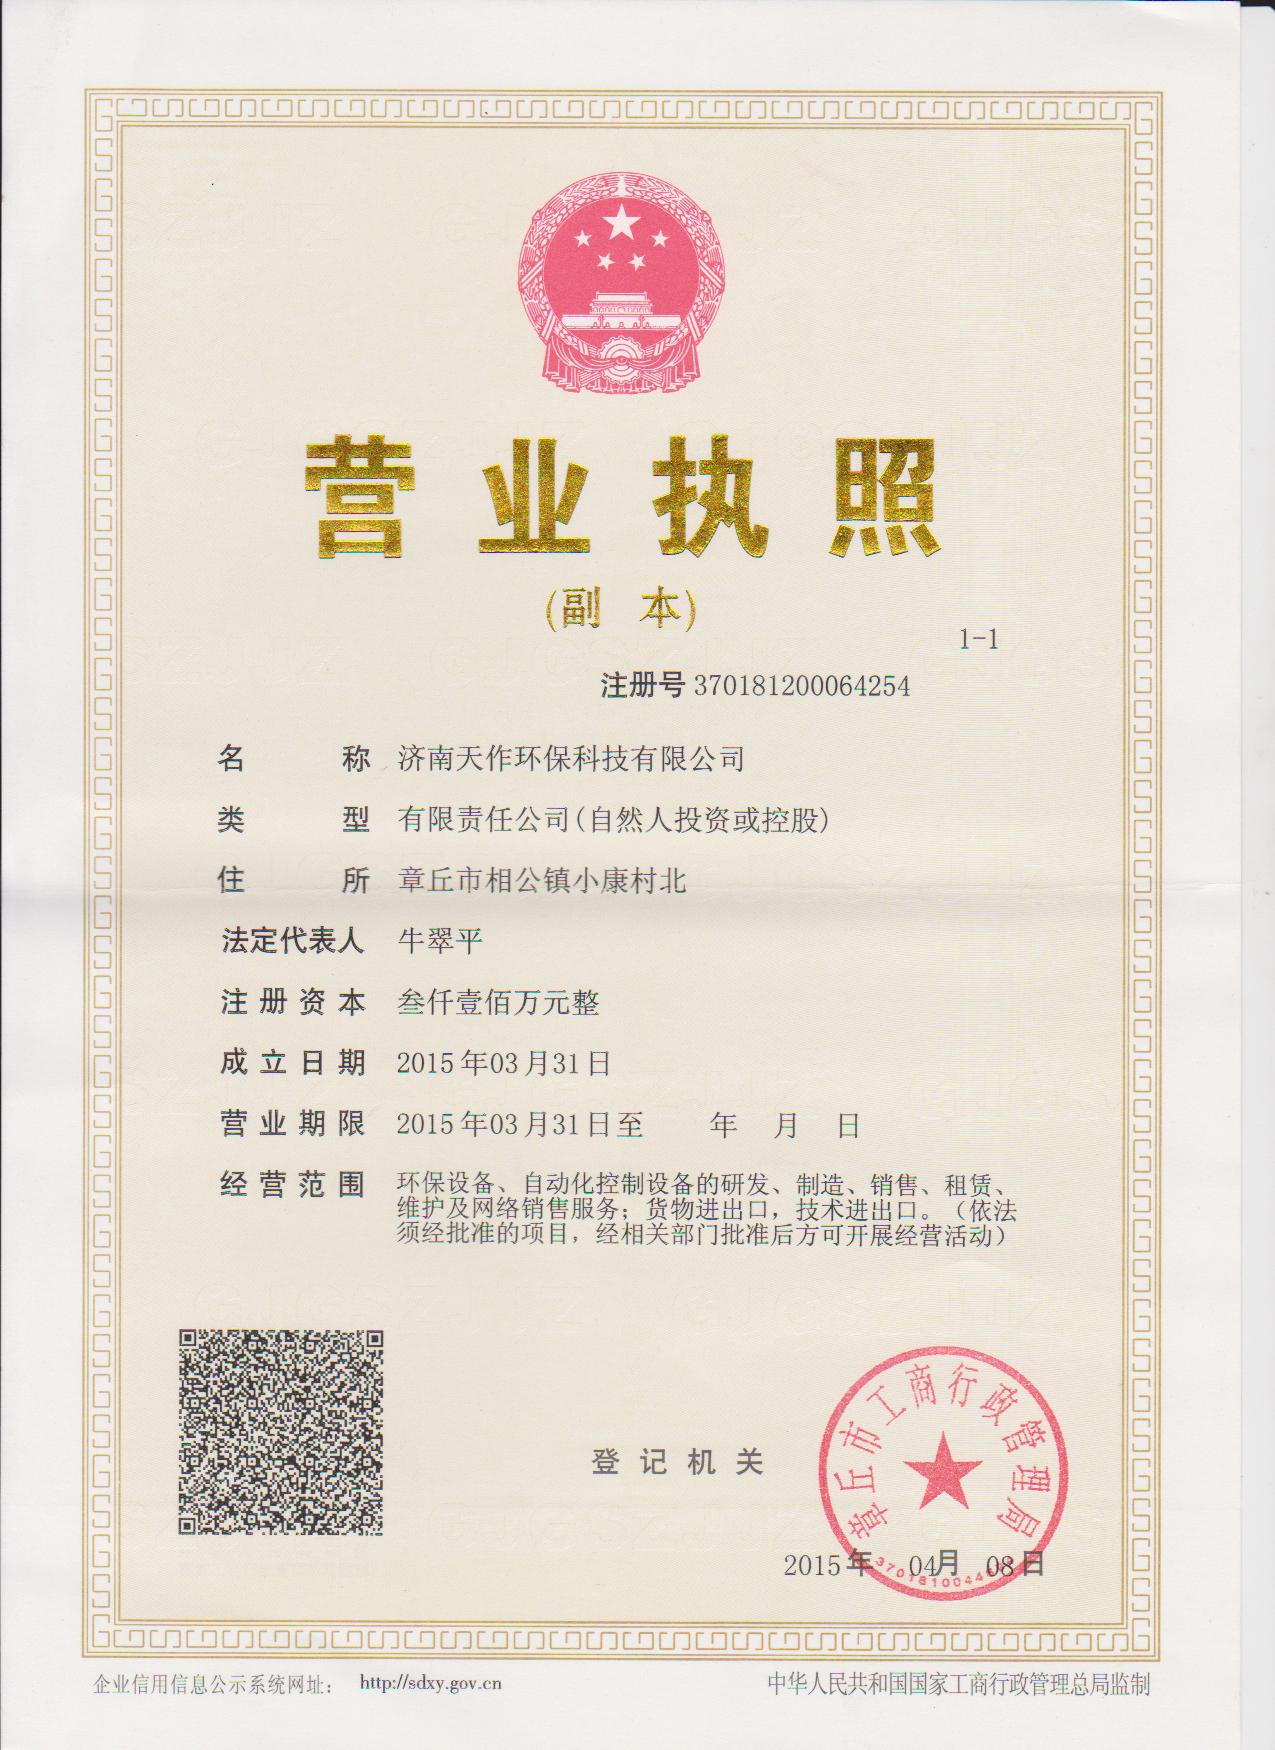 营业执照
(副 本)
1-1
注册号 370181200064254
名 称 济南天作环保科技有限公司
类 型 有限责任公司(自然人投资或控股)
住 所 章丘市相公镇小康村北
法定代表人 牛翠平
注册资本 叁仟壹佰万元整
成立日期 2015年03月31日
营业期限 2015年03月31日至 年 月 日
经营范围 环保设备、自动化控制设备的研发、制造、销售、租赁、
维护及网络销售服务；货物进出口，技术进出口。（依法
须经批准的项目，经相关部门批准后方可开展经营活动）
章丘市工商行政管理局
登记机关
2015年 04月 08日
企业信用信息公示系统网址： http://sdxy.gov.cn
中华人民共和国国家工商行政管理总局监制